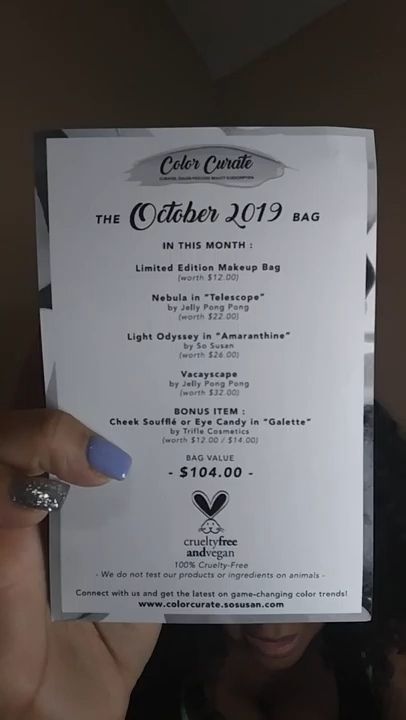 Color Curate
THE October 2019 BAG
IN THIS MONTH :
Limited Edition Makeup Bag
(worth $12.00)
Nebula in "Telescope"
by Jelly Pong Pong
(worth $22.00)
Light Odyssey in "Amaranthine"
by So Susan
(worth $26.00)
Vacayscape
by Jelly Pong Pong
(worth $32.00)
BONUS ITEM :
Cheek Soufflé or Eye Candy in "Galette"
by Trifle Cosmetics
(worth $12.00 / $14.00)
BAG VALUE
- $104.00 -
crueltyfree
andvegan
100% Cruelty-Free
- We do not test our products or ingredients on animals -
Connect with us and get the latest on game-changing color trends!
www.colorcurate.sosusan.com